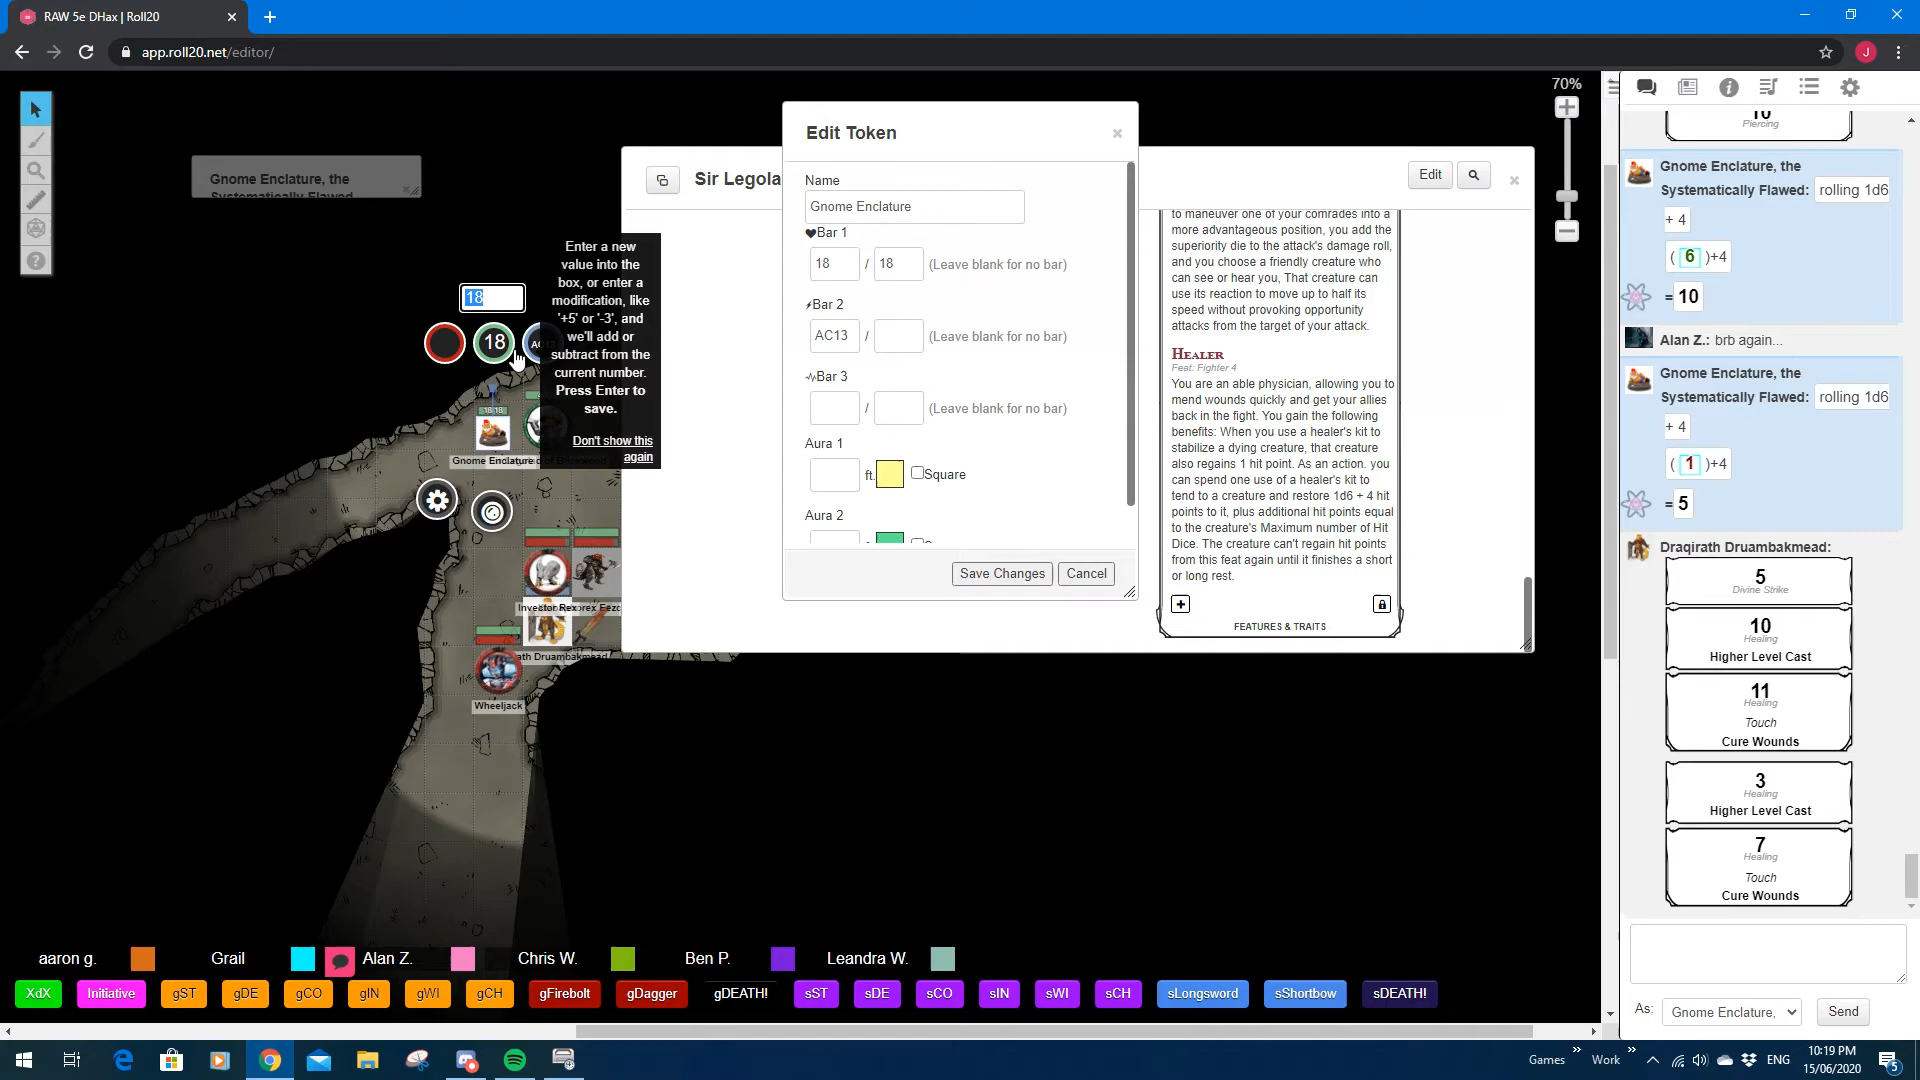 RAW 5e DHax | Roll20
app.roll20.net/editor/
J
70%
Gnome Enclature, the
Systematically Flawed
18
18
Enter a new
value into the
box, or enter a
modification, like
'+5' or '-3', and
we'll add or
subtract from the
current number.
Press Enter to
save.
Don't show this
again
Gnome Enclature
Invector Rex
Wheeljack
Edit Token
Name
Gnome Enclature
Bar 1
18 / 18 (Leave blank for no bar)
Bar 2
AC13 / (Leave blank for no bar)
Bar 3
/ (Leave blank for no bar)
Aura 1
ft. Square
Aura 2
Save Changes Cancel
Sir Legola
Edit
to maneuver one of your comrades into a
more advantageous position, you add the
superiority die to the attack's damage roll,
and you choose a friendly creature who
can see or hear you, That creature can
use its reaction to move up to half its
speed without provoking opportunity
attacks from the target of your attack.
HEALER
Feat: Fighter 4
You are an able physician, allowing you to
mend wounds quickly and get your allies
back in the fight. You gain the following
benefits: When you use a healer's kit to
stabilize a dying creature, that creature
also regains 1 hit point. As an action. you
can spend one use of a healer's kit to
tend to a creature and restore 1d6 + 4 hit
points to it, plus additional hit points equal
to the creature's Maximum number of Hit
Dice. The creature can't regain hit points
from this feat again until it finishes a short
or long rest.
FEATURES & TRAITS
10
Piercing
Gnome Enclature, the
Systematically Flawed: rolling 1d6
+ 4
( 6 )+4
= 10
Alan Z.: brb again...
Gnome Enclature, the
Systematically Flawed: rolling 1d6
+ 4
( 1 )+4
= 5
Draqirath Druambakmead:
5
Divine Strike
10
Healing
Higher Level Cast
11
Healing
Touch
Cure Wounds
3
Healing
Higher Level Cast
7
Healing
Touch
Cure Wounds
As: Gnome Enclature, Send
aaron g. Grail Alan Z. Chris W. Ben P. Leandra W.
XdX Initiative gST gDE gCO gIN gWI gCH gFirebolt gDagger gDEATH! sST sDE sCO sIN sWI sCH sLongsword sShortbow sDEATH!
Games Work ENG
10:19 PM
15/06/2020
5